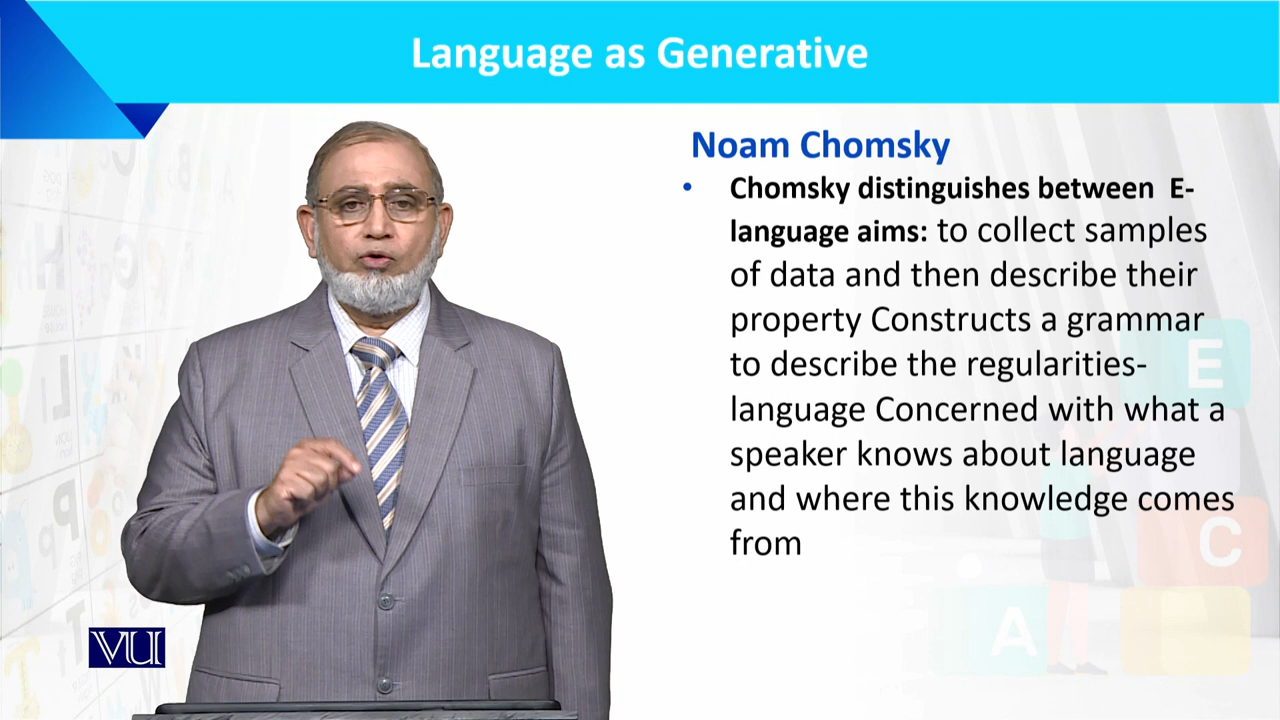 Language as Generative
Noam Chomsky
• Chomsky distinguishes between E-
language aims: to collect samples
of data and then describe their
property Constructs a grammar
to describe the regularities-
language Concerned with what a
speaker knows about language
and where this knowledge comes
from
E
C
A
VU